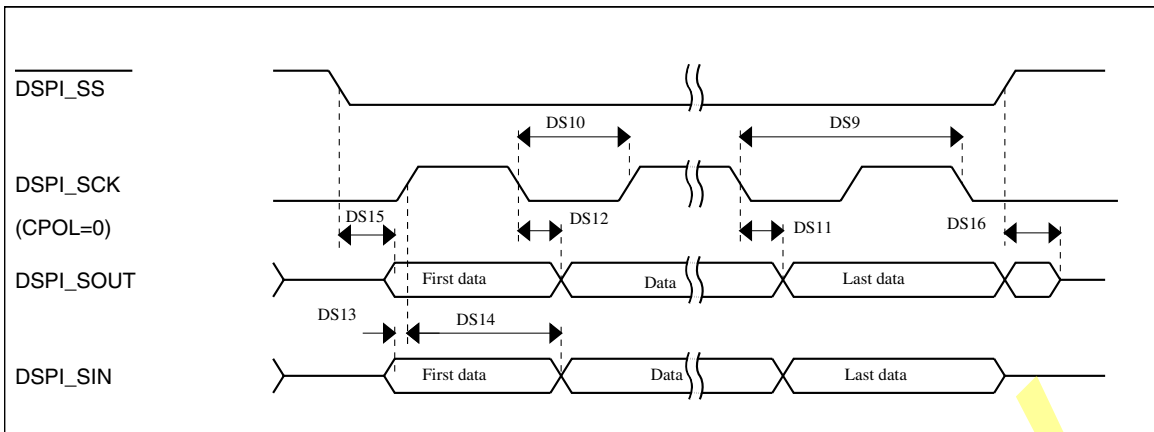 DSPI_SS
DS10
DS9
DSPI_SCK
(CPOL=0)
DS15
DS12
DS11
DS16
DSPI_SOUT
First data
Data
Last data
DS13
DS14
DSPI_SIN
First data
Data
Last data